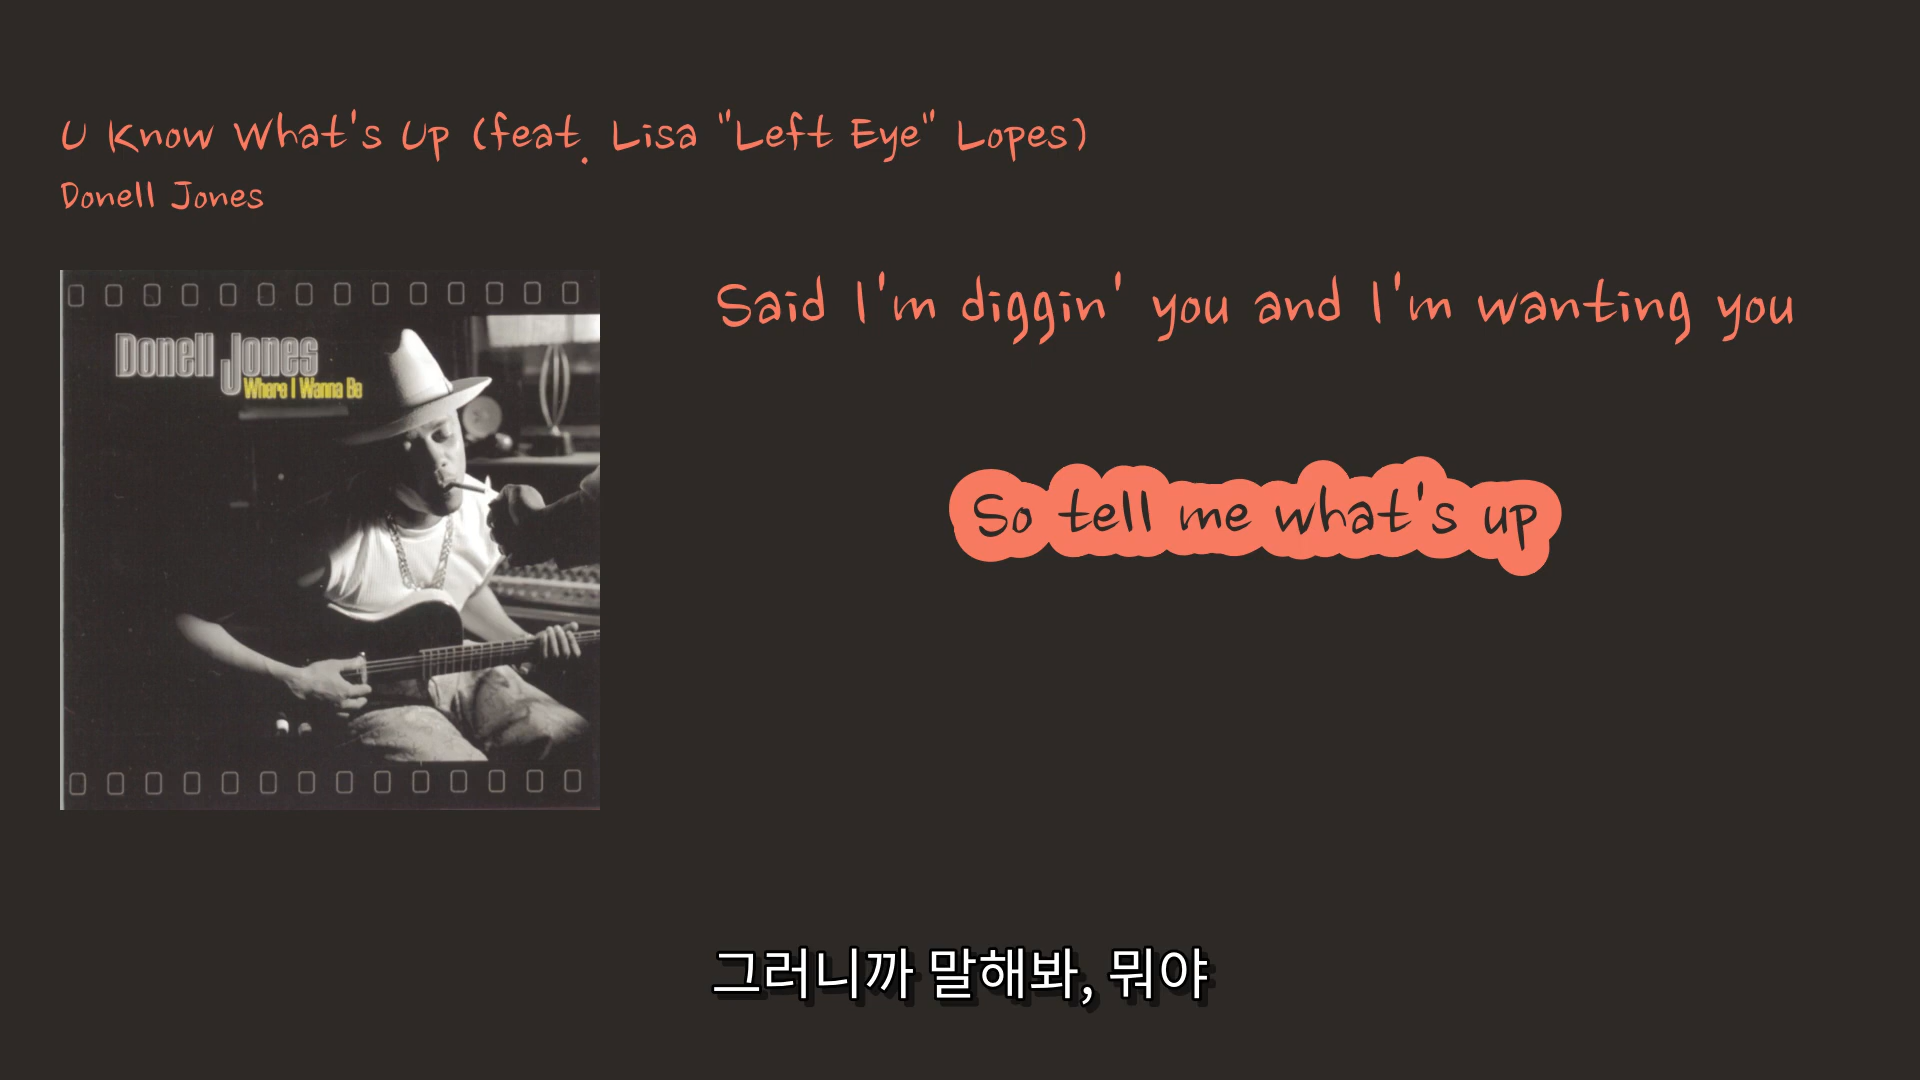 U Know What's Up (feat. Lisa "Left Eye" Lopes)
Donell Jones
Donell Jones
Where I Wanna Be
Said I'm diggin' you and I'm wanting you
So tell me what's up
그러니까 말해봐, 뭐야